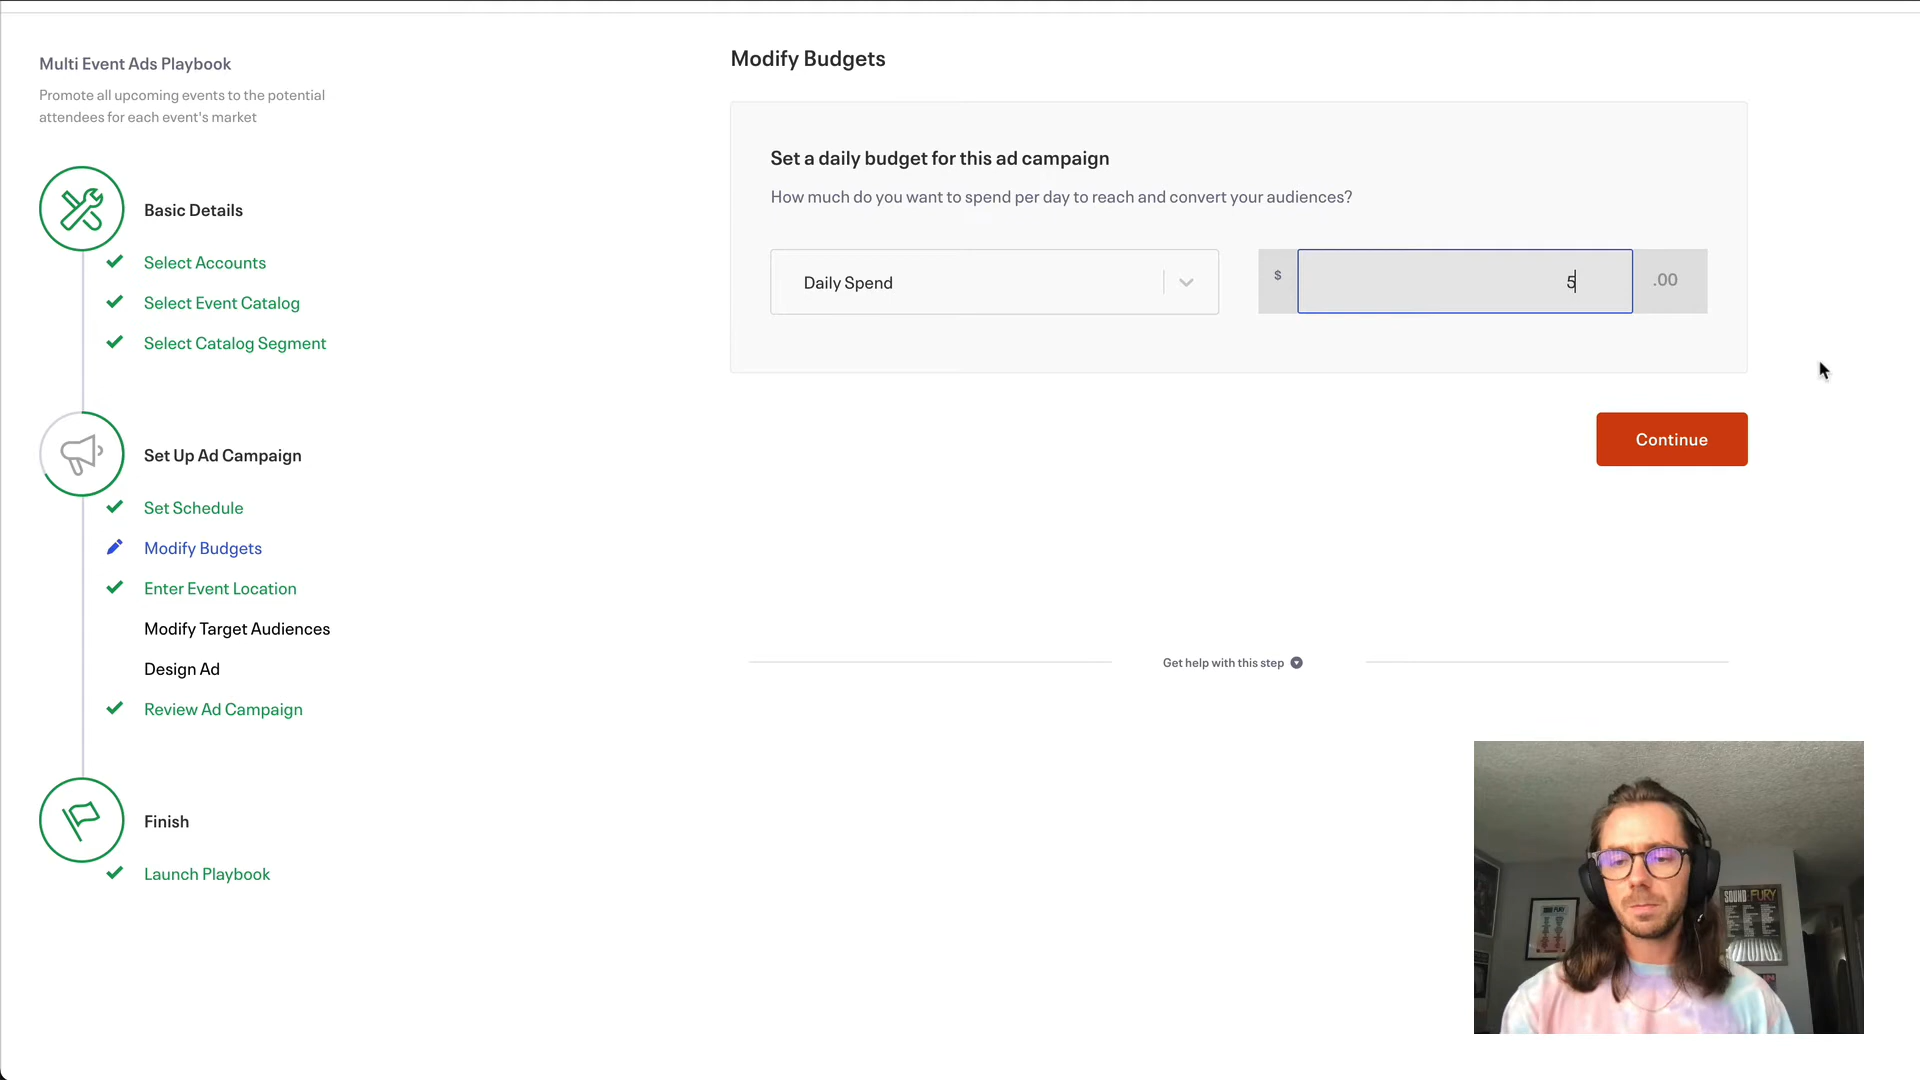 Multi Event Ads Playbook
Promote all upcoming events to the potential
attendees for each event's market
Basic Details
Select Accounts
Select Event Catalog
Select Catalog Segment
Set Up Ad Campaign
Set Schedule
Modify Budgets
Enter Event Location
Modify Target Audiences
Design Ad
Review Ad Campaign
Finish
Launch Playbook
Modify Budgets
Set a daily budget for this ad campaign
How much do you want to spend per day to reach and convert your audiences?
Daily Spend
$ 5 .00
Continue
Get help with this step
SOUND FURY